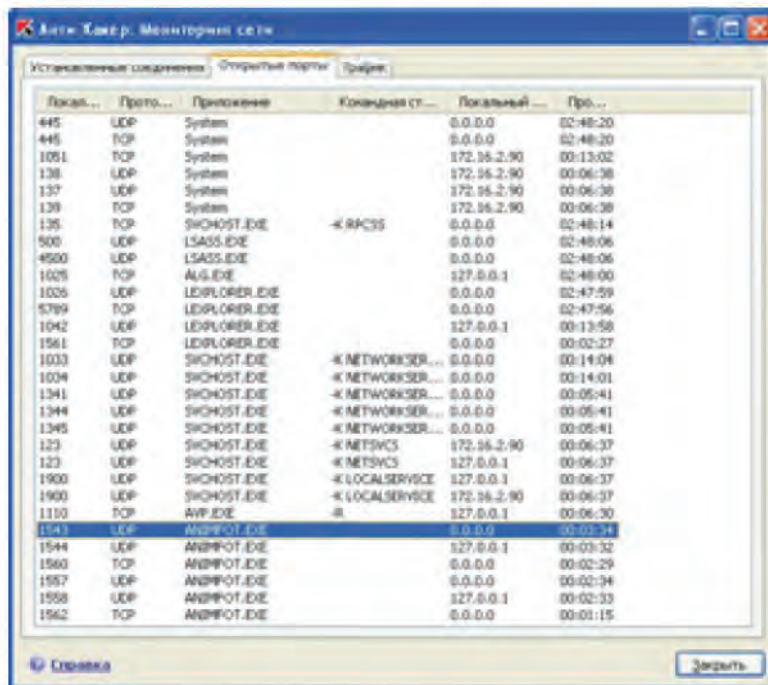 Анти-Хакер: Мониторинг сети
Установленные соединения Открытые порты Трафик
Локал... Прото... Приложение Командная ст... Локальный ... Про...
445 UDP System 0.0.0.0 02:48:20
445 TCP System 0.0.0.0 02:48:20
1051 TCP System 172.16.2.90 00:13:02
138 UDP System 172.16.2.90 00:06:38
137 UDP System 172.16.2.90 00:06:38
139 TCP System 172.16.2.90 00:06:38
135 TCP SVCHOST.EXE -K RPCSS 0.0.0.0 02:48:14
500 UDP LSASS.EXE 0.0.0.0 02:48:06
4500 UDP LSASS.EXE 0.0.0.0 02:48:06
1025 TCP ALG.EXE 127.0.0.1 02:48:00
1026 UDP LEXPLORER.EXE 0.0.0.0 02:47:59
5789 TCP LEXPLORER.EXE 0.0.0.0 02:47:56
1042 UDP LEXPLORER.EXE 127.0.0.1 00:13:58
1561 TCP LEXPLORER.EXE 0.0.0.0 00:02:27
1033 UDP SVCHOST.EXE -K NETWORKSER... 0.0.0.0 00:14:04
1034 UDP SVCHOST.EXE -K NETWORKSER... 0.0.0.0 00:14:01
1341 UDP SVCHOST.EXE -K NETWORKSER... 0.0.0.0 00:05:41
1344 UDP SVCHOST.EXE -K NETWORKSER... 0.0.0.0 00:05:41
1345 UDP SVCHOST.EXE -K NETWORKSER... 0.0.0.0 00:05:41
123 UDP SVCHOST.EXE -K NETSVCS 172.16.2.90 00:06:37
123 UDP SVCHOST.EXE -K NETSVCS 127.0.0.1 00:06:37
1900 UDP SVCHOST.EXE -K LOCALSERVICE 127.0.0.1 00:06:37
1900 UDP SVCHOST.EXE -K LOCALSERVICE 172.16.2.90 00:06:37
1110 TCP AVP.EXE -R 127.0.0.1 00:06:30
1543 UDP ANIMFOT.EXE 0.0.0.0 00:03:34
1544 UDP ANIMFOT.EXE 127.0.0.1 00:03:32
1560 TCP ANIMFOT.EXE 0.0.0.0 00:02:29
1557 UDP ANIMFOT.EXE 0.0.0.0 00:02:34
1558 UDP ANIMFOT.EXE 127.0.0.1 00:02:33
1562 TCP ANIMFOT.EXE 0.0.0.0 00:01:15
Справка Закрыть